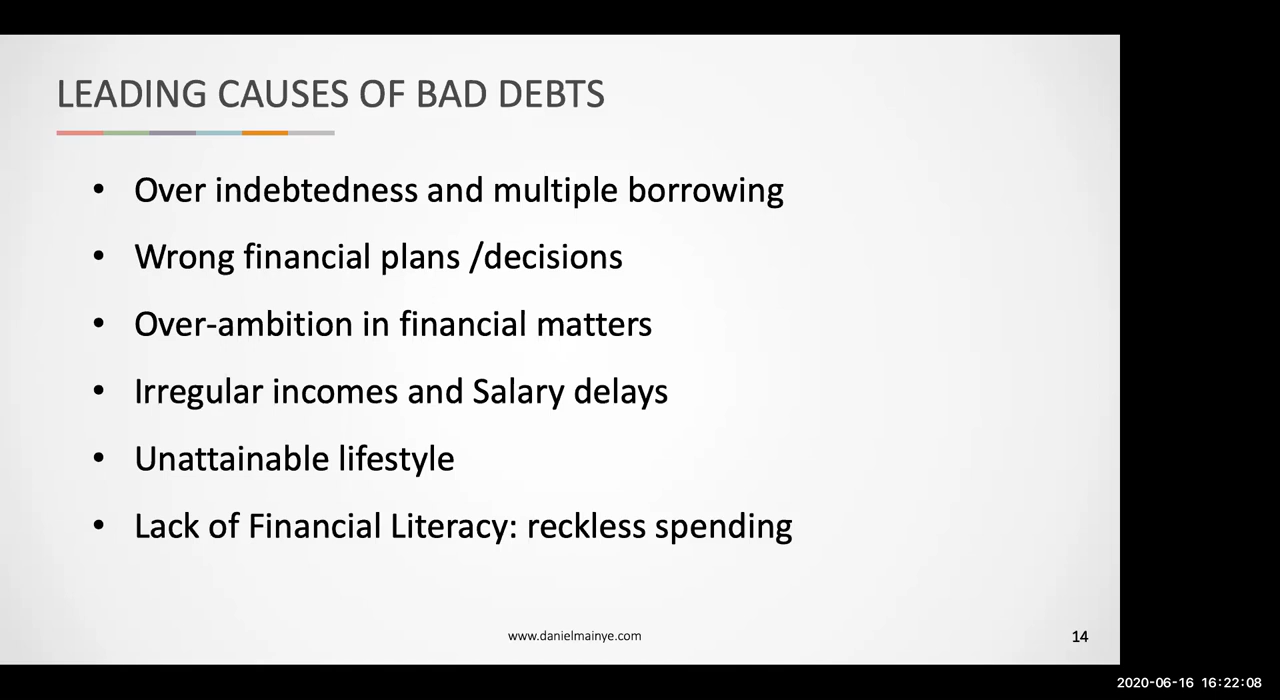 LEADING CAUSES OF BAD DEBTS
• Over indebtedness and multiple borrowing
• Wrong financial plans /decisions
• Over-ambition in financial matters
• Irregular incomes and Salary delays
• Unattainable lifestyle
• Lack of Financial Literacy: reckless spending
www.danielmainye.com
14
2020-06-16 16:22:08